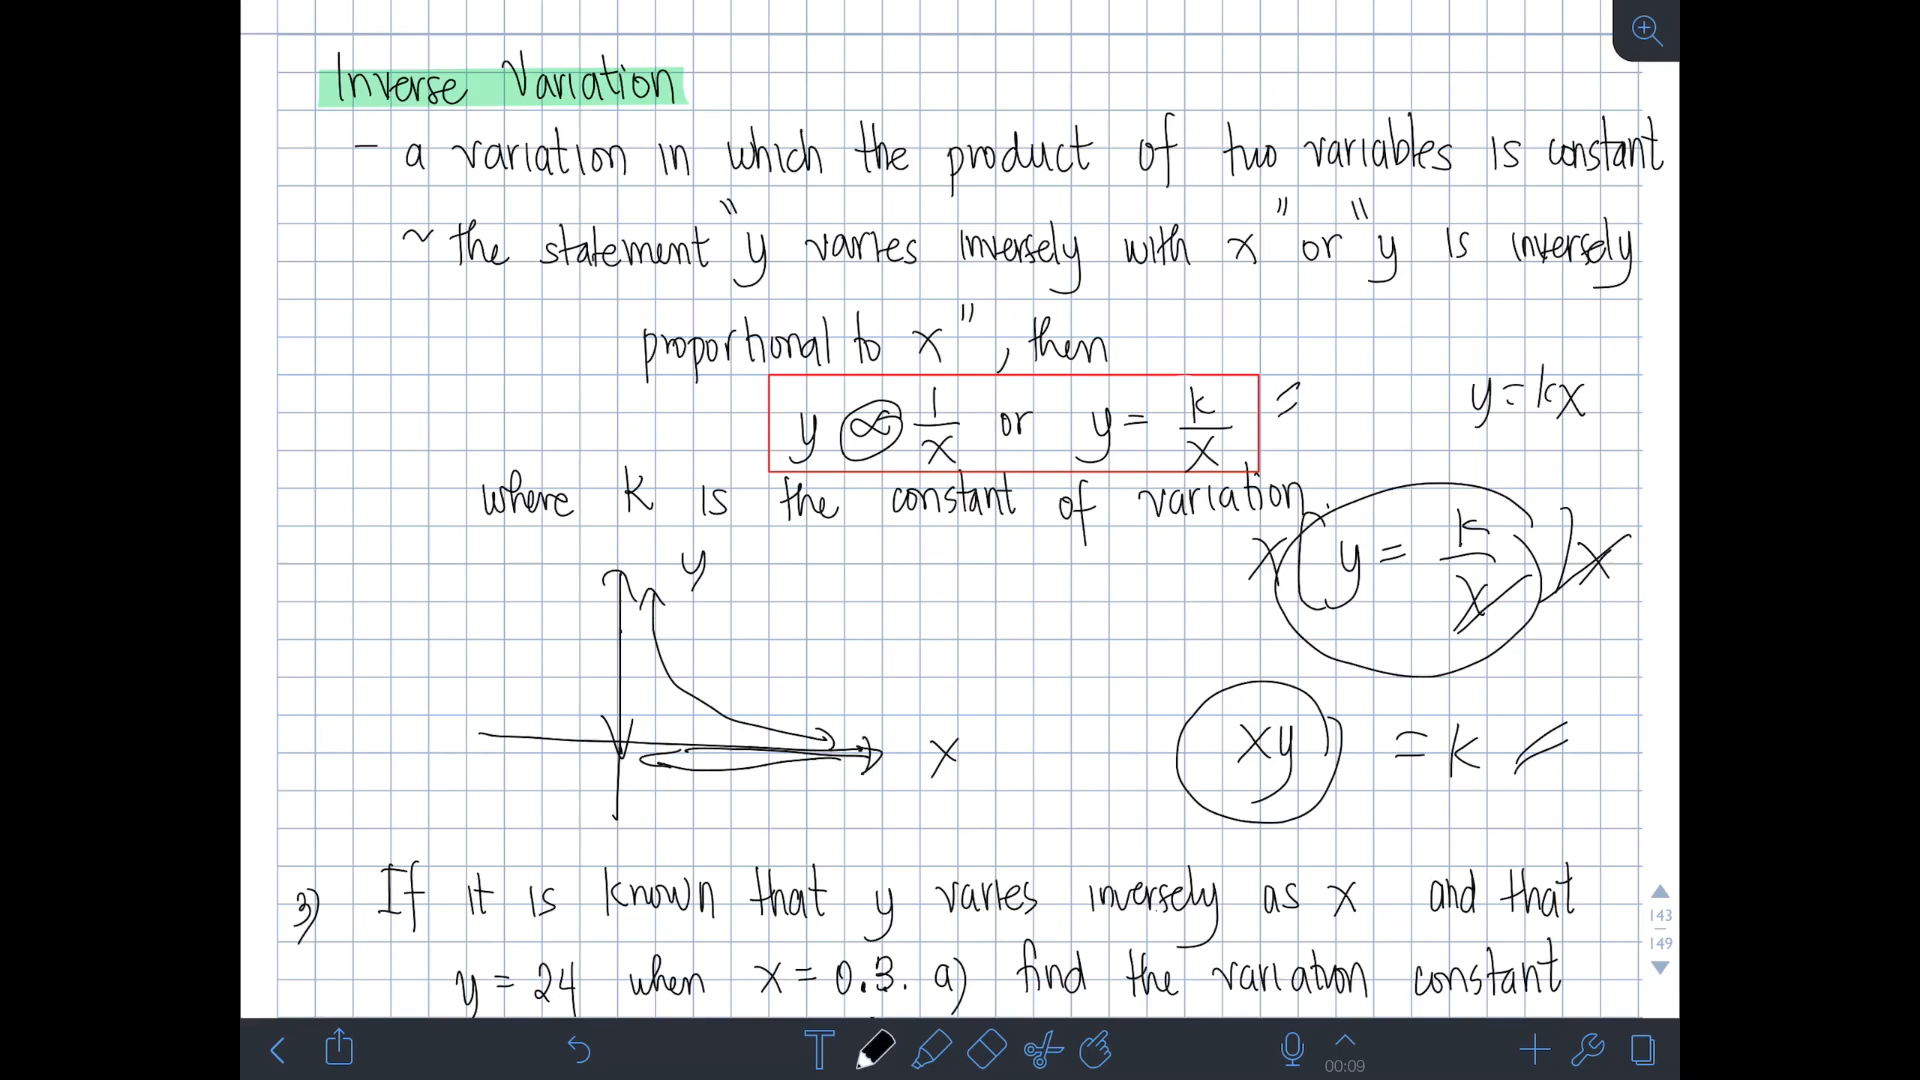 Inverse Variation
- a variation in which the product of two variables is constant
~ the statement "y varies inversely with x" or "y is inversely
proportional to x", then
y ∝ 1/x or y = k/x
y = kx
where k is the constant of variation.
x(y = k/x)x
y
x
xy = k
3) If it is known that y varies inversely as x and that
y = 24 when x = 0.3. a) find the variation constant
143
149
T
00:09